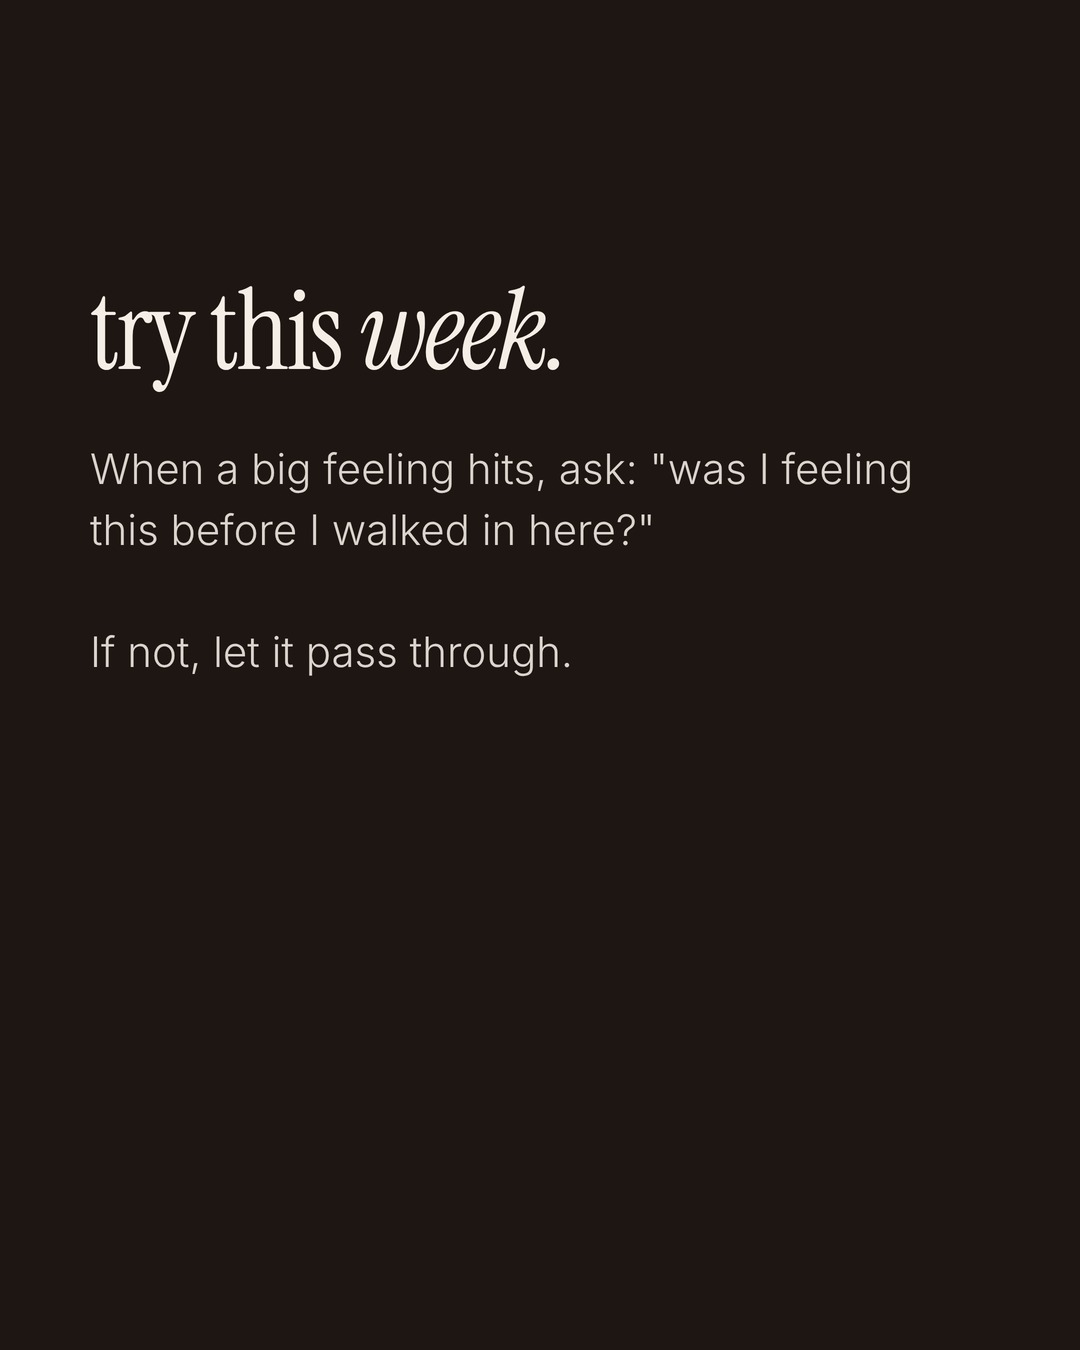 try this week.
When a big feeling hits, ask: "was I feeling
this before I walked in here?"
If not, let it pass through.